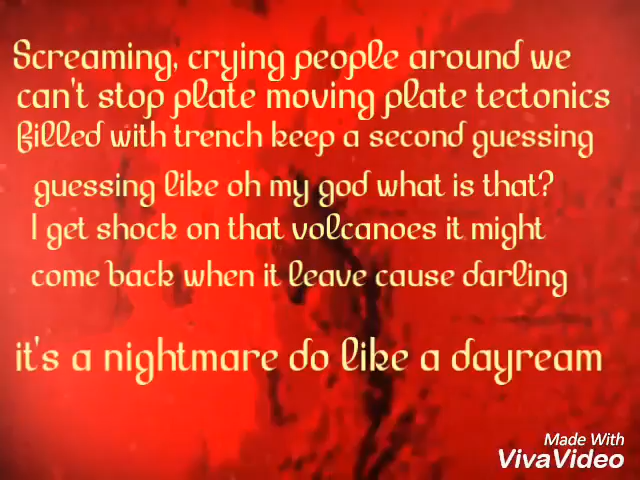 Screaming, crying people around we
can't stop plate moving plate tectonics
filled with trench keep a second guessing
guessing like oh my god what is that?
I get shock on that volcanoes it might
come back when it leave cause darling
it's a nightmare do like a dayream
Made With
VivaVideo